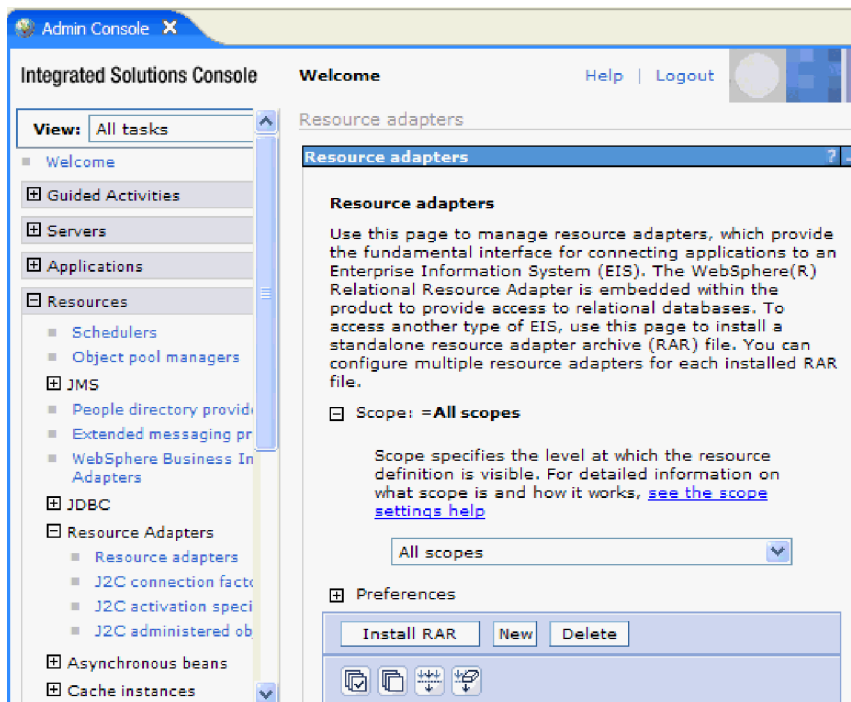 Admin Console
Integrated Solutions Console
Welcome
Help | Logout
View: All tasks
Welcome
Guided Activities
Servers
Applications
Resources
Schedulers
Object pool managers
JMS
People directory provid
Extended messaging pr
WebSphere Business In
Adapters
JDBC
Resource Adapters
Resource adapters
J2C connection facto
J2C activation speci
J2C administered ob
Asynchronous beans
Cache instances
Resource adapters
Resource adapters ?
Resource adapters
Use this page to manage resource adapters, which provide
the fundamental interface for connecting applications to an
Enterprise Information System (EIS). The WebSphere(R)
Relational Resource Adapter is embedded within the
product to provide access to relational databases. To
access another type of EIS, use this page to install a
standalone resource adapter archive (RAR) file. You can
configure multiple resource adapters for each installed RAR
file.
Scope: =All scopes
Scope specifies the level at which the resource
definition is visible. For detailed information on
what scope is and how it works, see the scope
settings help
All scopes
Preferences
Install RAR New Delete